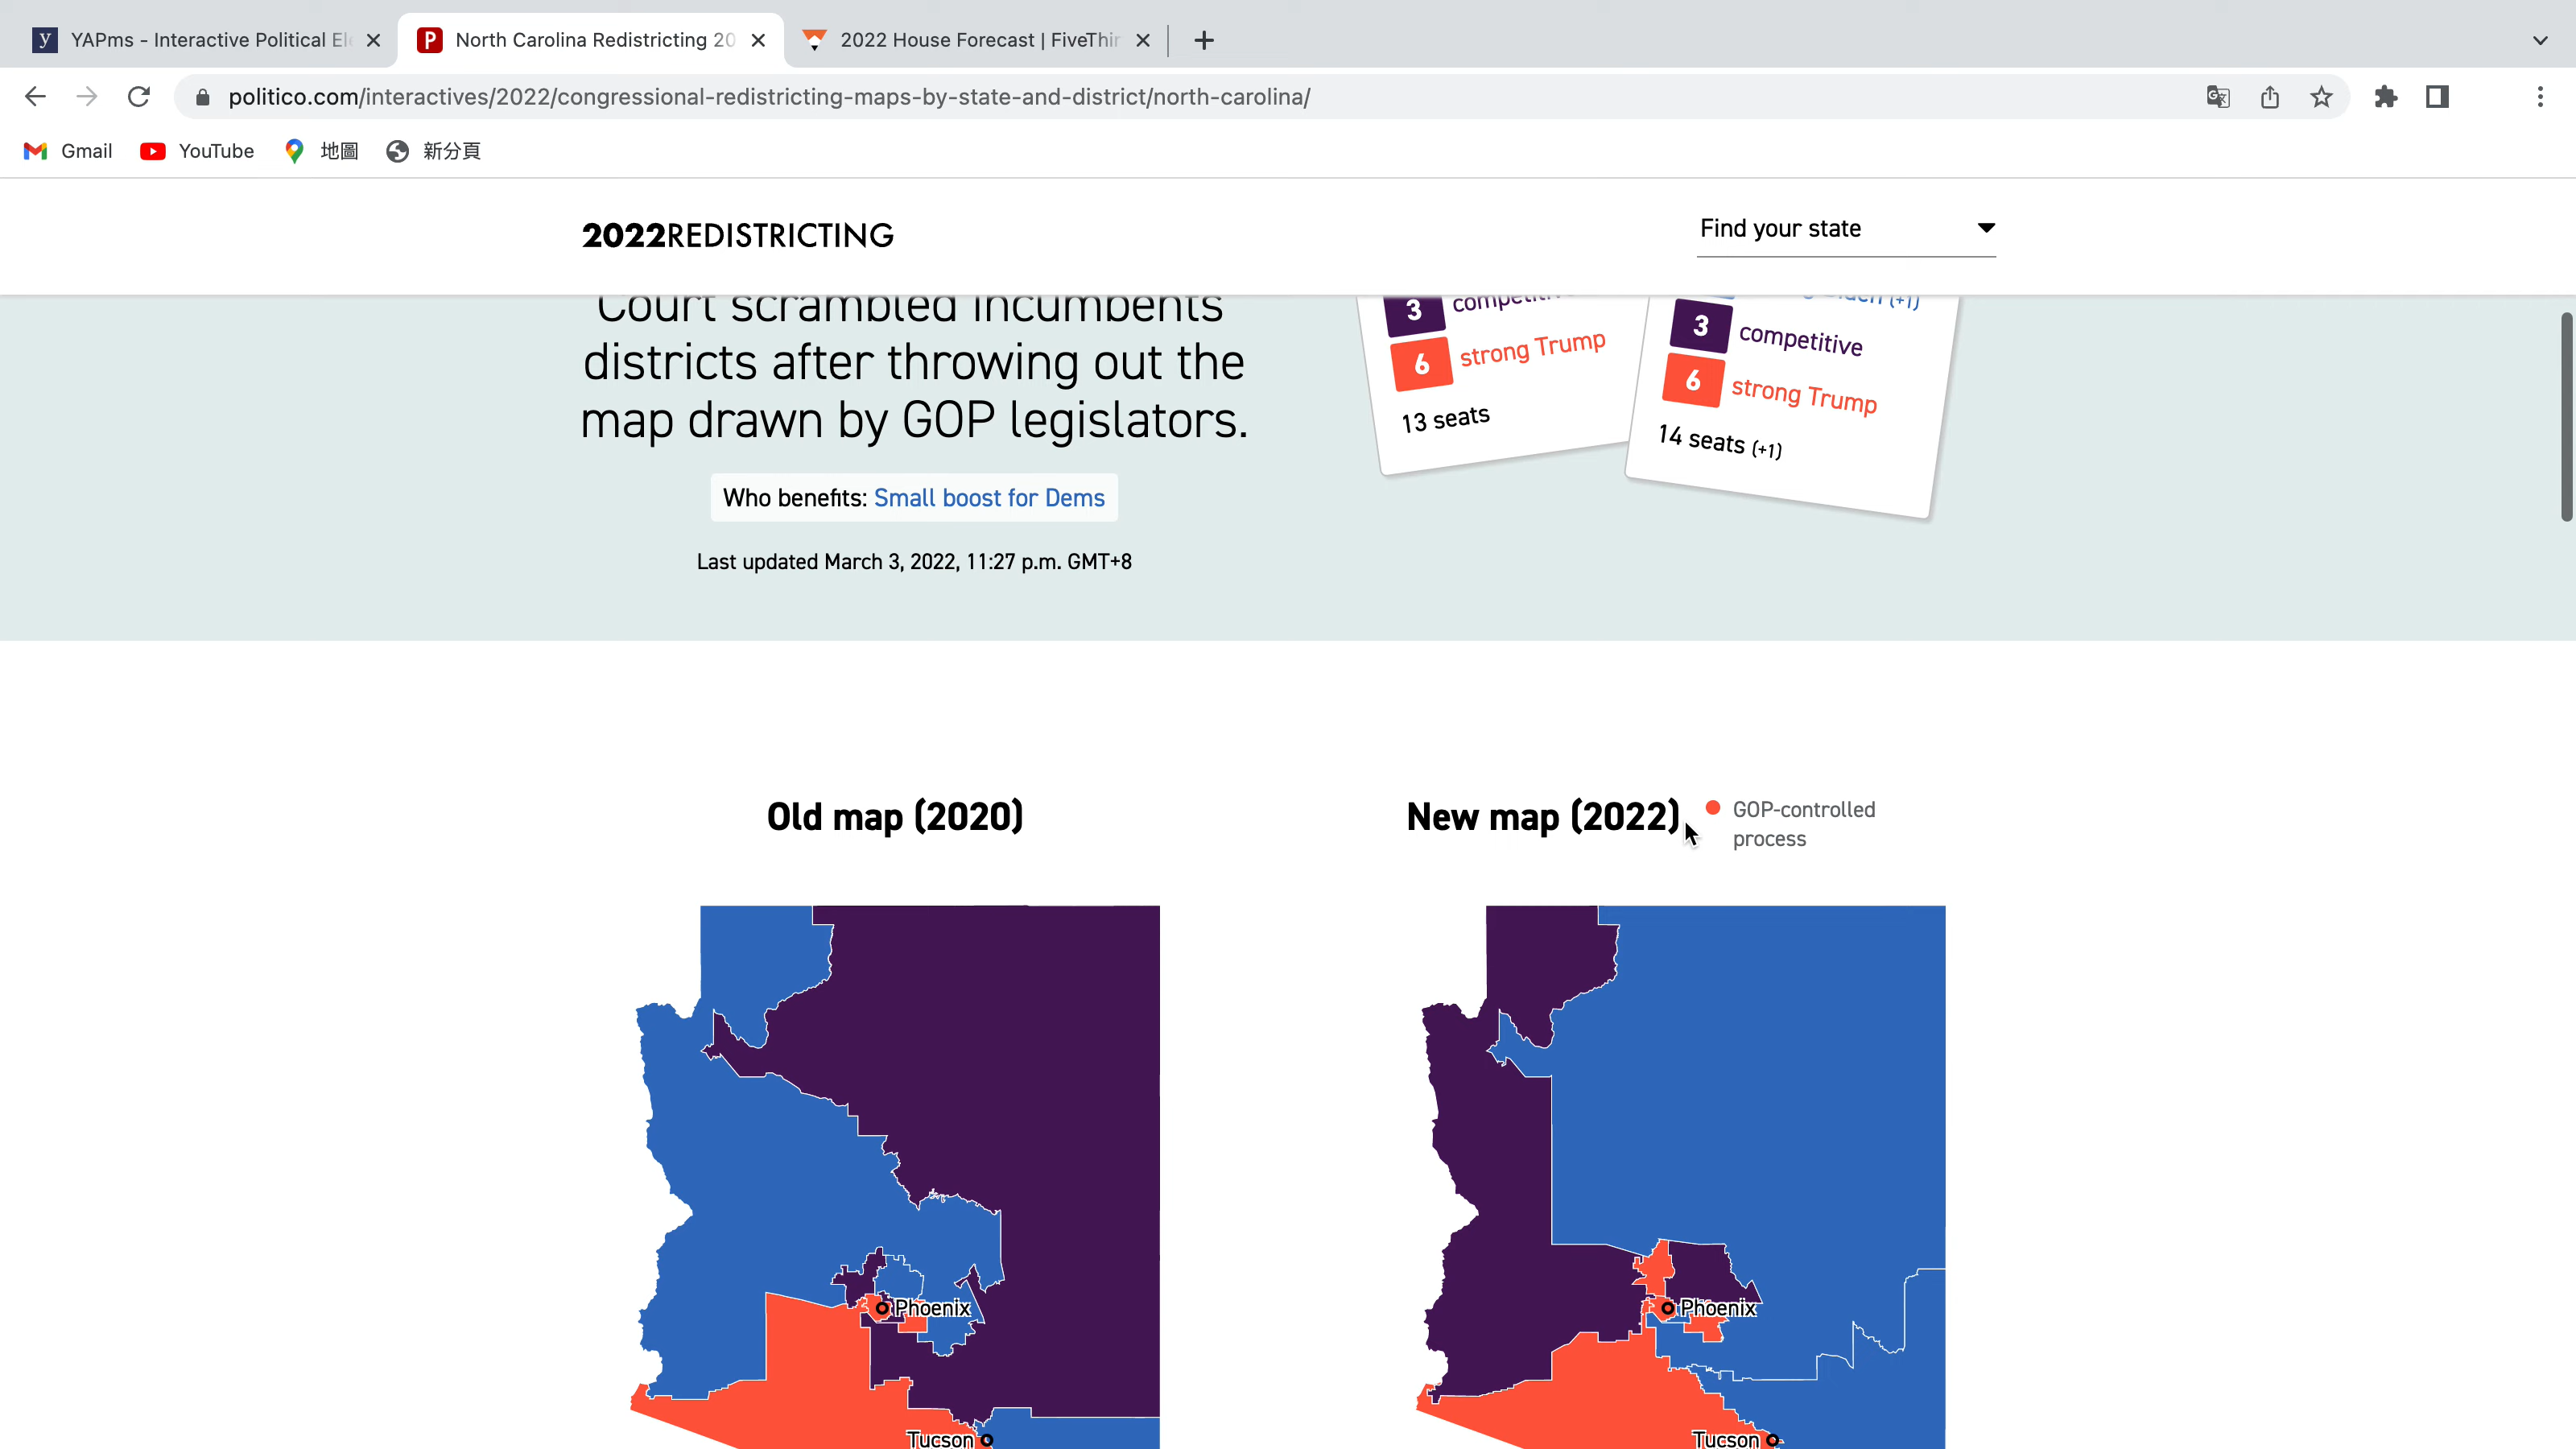 YAPms - Interactive Political Ele
North Carolina Redistricting 20
2022 House Forecast | FiveThir
politico.com/interactives/2022/congressional-redistricting-maps-by-state-and-district/north-carolina/
Gmail
YouTube
地圖
新分頁
2022REDISTRICTING
Find your state
Court scrambled incumbents
districts after throwing out the
map drawn by GOP legislators.
Who benefits: Small boost for Dems
Last updated March 3, 2022, 11:27 p.m. GMT+8
3 competitive
6 strong Trump
13 seats
Biden (+1)
3 competitive
6 strong Trump
14 seats (+1)
Old map (2020)
New map (2022)
GOP-controlled
process
Phoenix
Tucson
Phoenix
Tucson